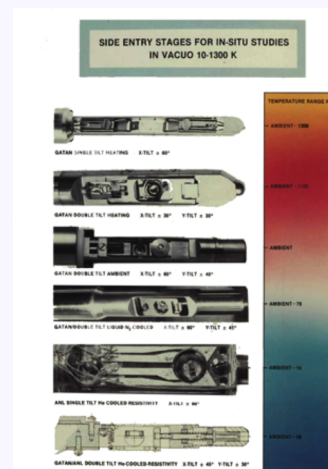 SIDE ENTRY STAGES FOR IN-SITU STUDIES
IN VACUO 10-1300 K
TEMPERATURE RANGE K
AMBIENT - 1300
GATAN SINGLE TILT HEATING X-TILT ± 60°
AMBIENT -
GATAN DOUBLE TILT HEATING X-TILT ± 30° Y-TILT ± 30°
AMBIENT
GATAN DOUBLE TILT AMBIENT X-TILT ± 60° Y-TILT ± 45°
AMBIENT - 78
GATAN/DOUBLE TILT LIQUID N₂ COOLED X-TILT ± 60° Y-TILT ± 45°
AMBIENT -
ANL SINGLE TILT He COOLED RESISTIVITY X-TILT ±
AMBIENT -
GATAN/ANL DOUBLE TILT He COOLED RESISTIVITY X-TILT ± 45° Y-TILT ± 30°